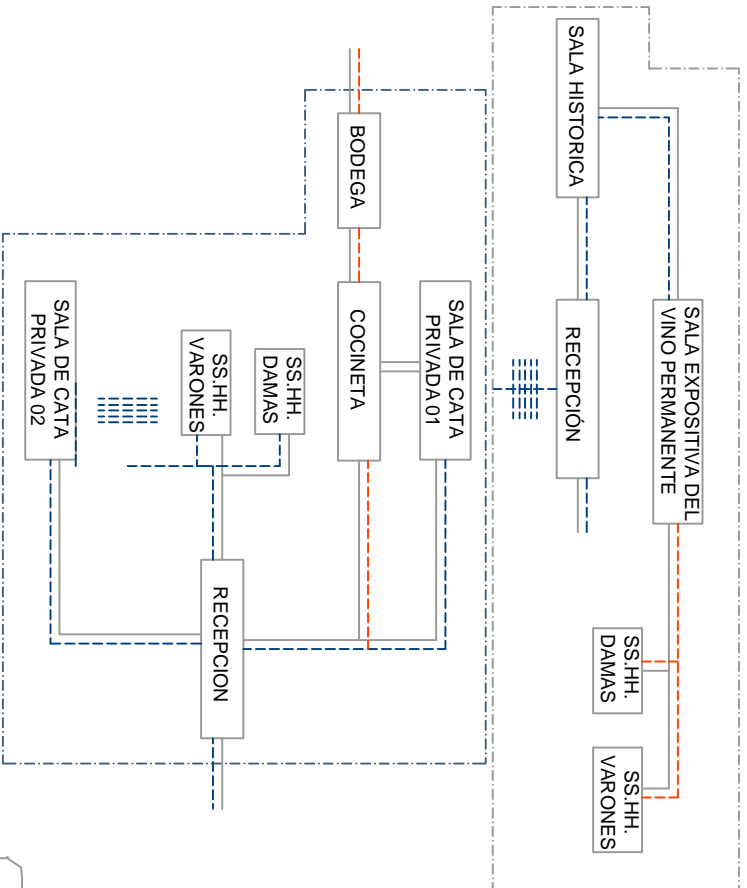 SALA HISTORICA
RECEPCIÓN
SALA EXPOSITIVA DEL
VINO PERMANENTE
SS.HH.
DAMAS
SS.HH.
VARONES
BODEGA
COCINETA
SALA DE CATA
PRIVADA 01
SS.HH.
DAMAS
SS.HH.
VARONES
SALA DE CATA
PRIVADA 02
RECEPCION